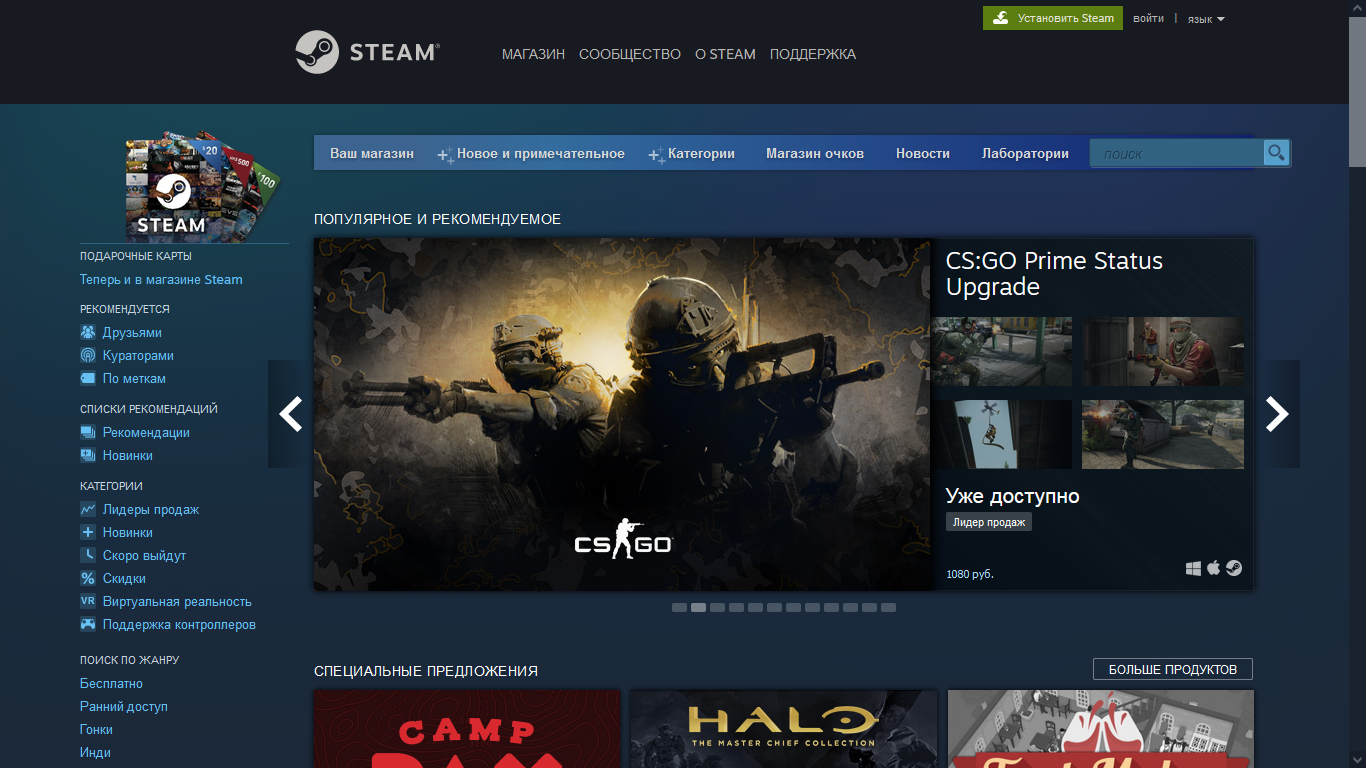 Установить Steam
войти
|
язык
STEAM®
МАГАЗИН
СООБЩЕСТВО
О STEAM
ПОДДЕРЖКА
Ваш магазин
Новое и примечательное
Категории
Магазин очков
Новости
Лаборатории
поиск
20
500
100
STEAM
ПОДАРОЧНЫЕ КАРТЫ
Теперь и в магазине Steam
РЕКОМЕНДУЕТСЯ
Друзьями
Кураторами
По меткам
СПИСКИ РЕКОМЕНДАЦИЙ
Рекомендации
Новинки
КАТЕГОРИИ
Лидеры продаж
Новинки
Скоро выйдут
Скидки
VR Виртуальная реальность
Поддержка контроллеров
ПОИСК ПО ЖАНРУ
Бесплатно
Ранний доступ
Гонки
Инди
ПОПУЛЯРНОЕ И РЕКОМЕНДУЕМОЕ
CS GO
CS:GO Prime Status
Upgrade
Уже доступно
Лидер продаж
1080 руб.
СПЕЦИАЛЬНЫЕ ПРЕДЛОЖЕНИЯ
БОЛЬШЕ ПРОДУКТОВ
CAMP
HALO
THE MASTER CHIEF COLLECTION